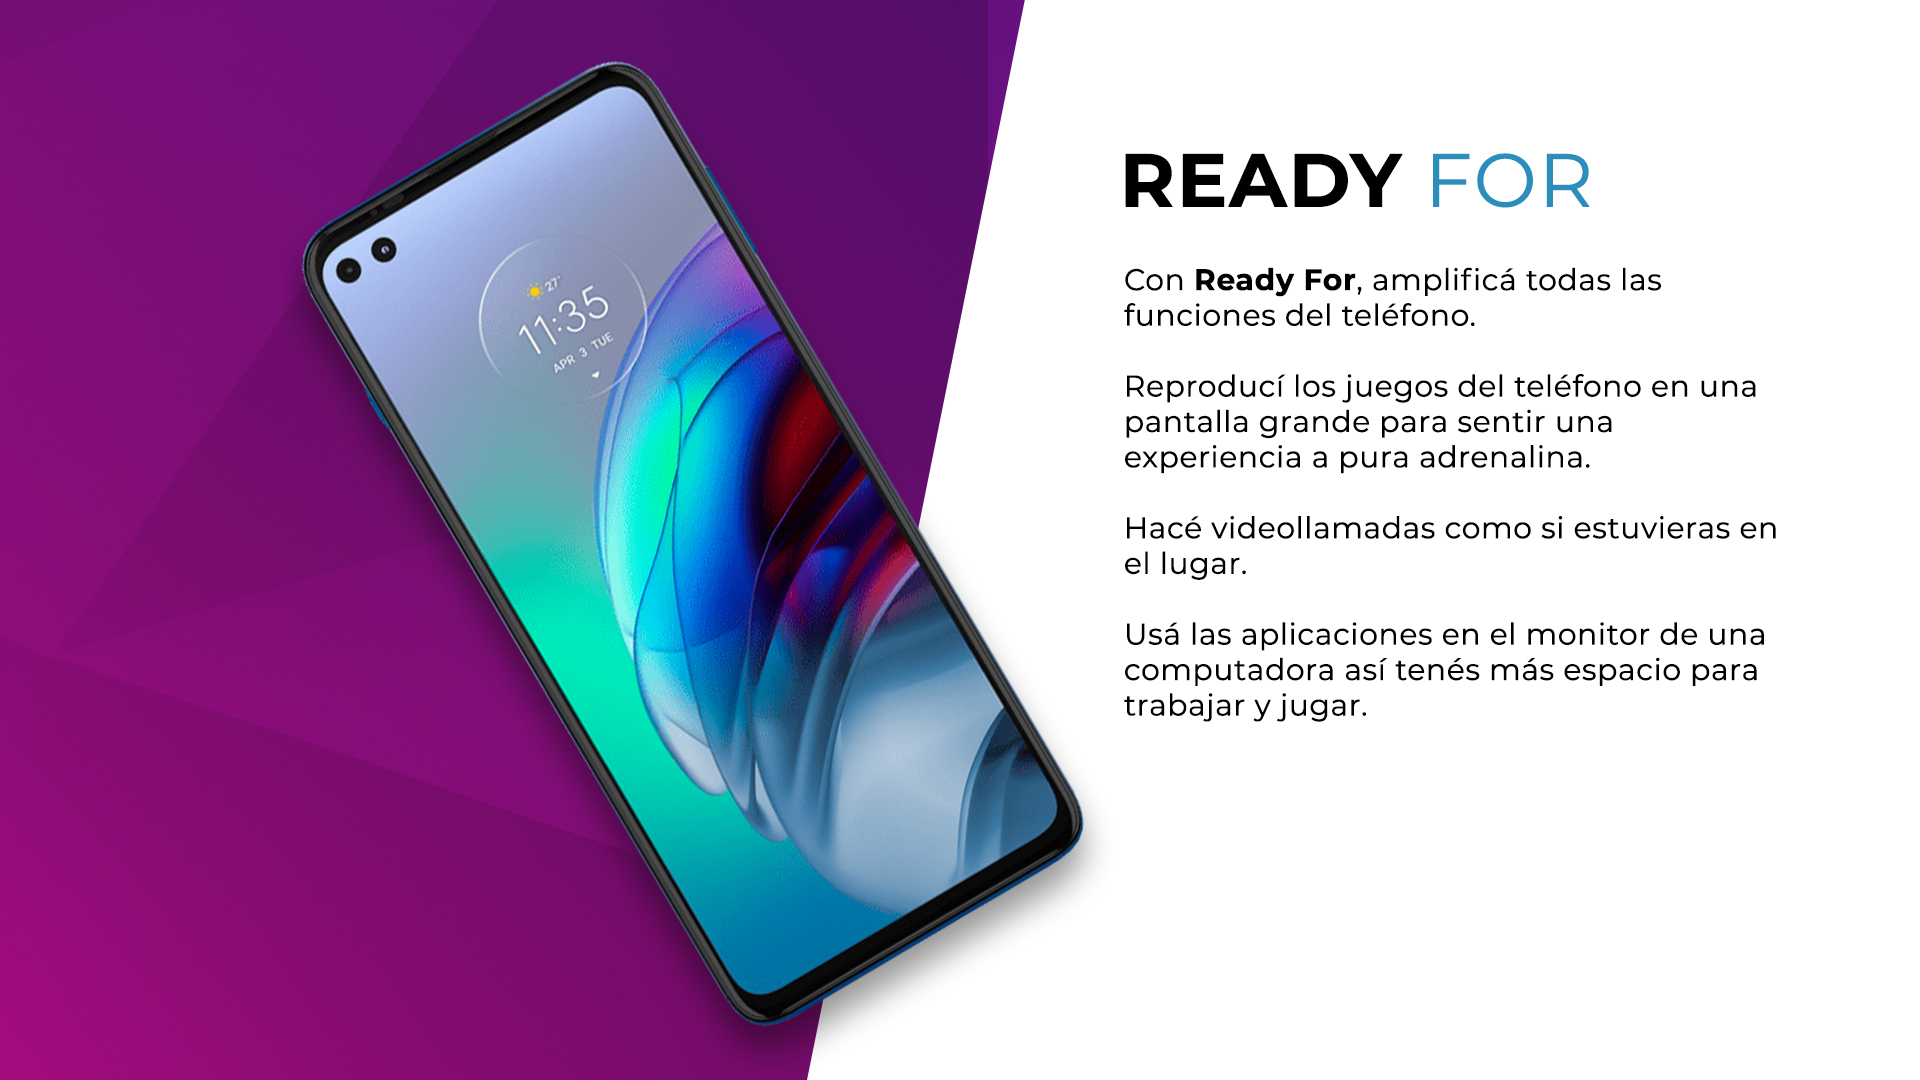 27°
11:35
APR 3 TUE
READY FOR
Con Ready For, amplificá todas las
funciones del teléfono.
Reproducí los juegos del teléfono en una
pantalla grande para sentir una
experiencia a pura adrenalina.
Hacé videollamadas como si estuvieras en
el lugar.
Usá las aplicaciones en el monitor de una
computadora así tenés más espacio para
trabajar y jugar.